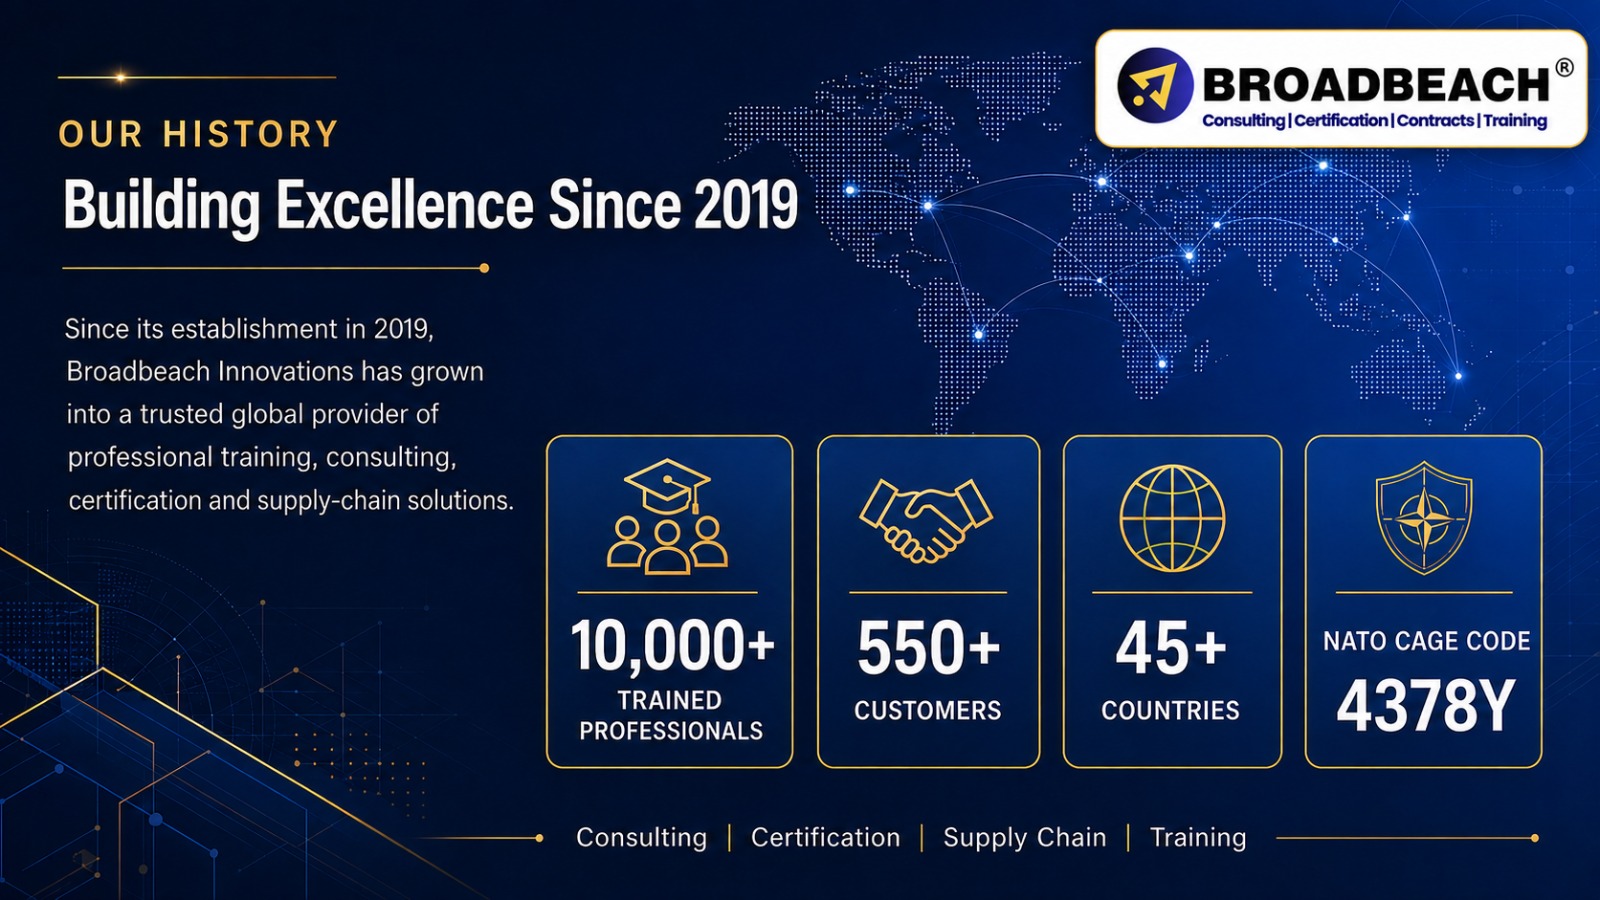 BROADBEACH®
Consulting|Certification|Contracts|Training
OUR HISTORY
Building Excellence Since 2019
Since its establishment in 2019,
Broadbeach Innovations has grown
into a trusted global provider of
professional training, consulting,
certification and supply-chain solutions.
10,000+
TRAINED
PROFESSIONALS
550+
CUSTOMERS
45+
COUNTRIES
NATO CAGE CODE
4378Y
Consulting | Certification | Supply Chain | Training